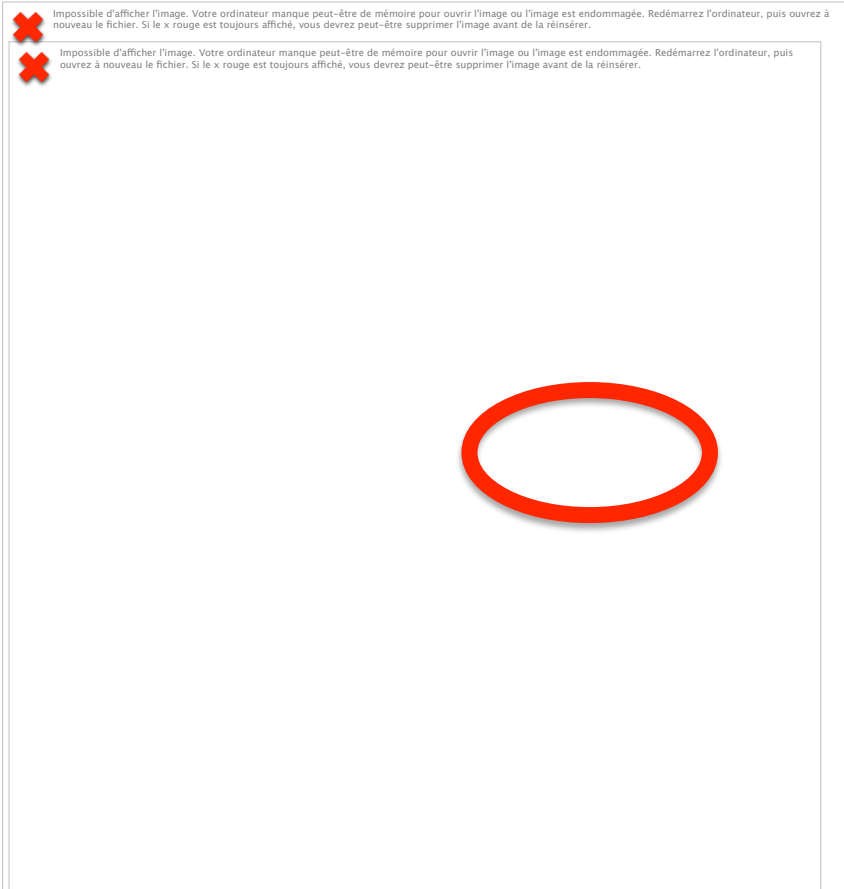 Impossible d'afficher l'image. Votre ordinateur manque peut-être de mémoire pour ouvrir l'image ou l'image est endommagée. Redémarrez l'ordinateur, puis ouvrez à
nouveau le fichier. Si le x rouge est toujours affiché, vous devrez peut-être supprimer l'image avant de la réinsérer.
Impossible d'afficher l'image. Votre ordinateur manque peut-être de mémoire pour ouvrir l'image ou l'image est endommagée. Redémarrez l'ordinateur, puis
ouvrez à nouveau le fichier. Si le x rouge est toujours affiché, vous devrez peut-être supprimer l'image avant de la réinsérer.